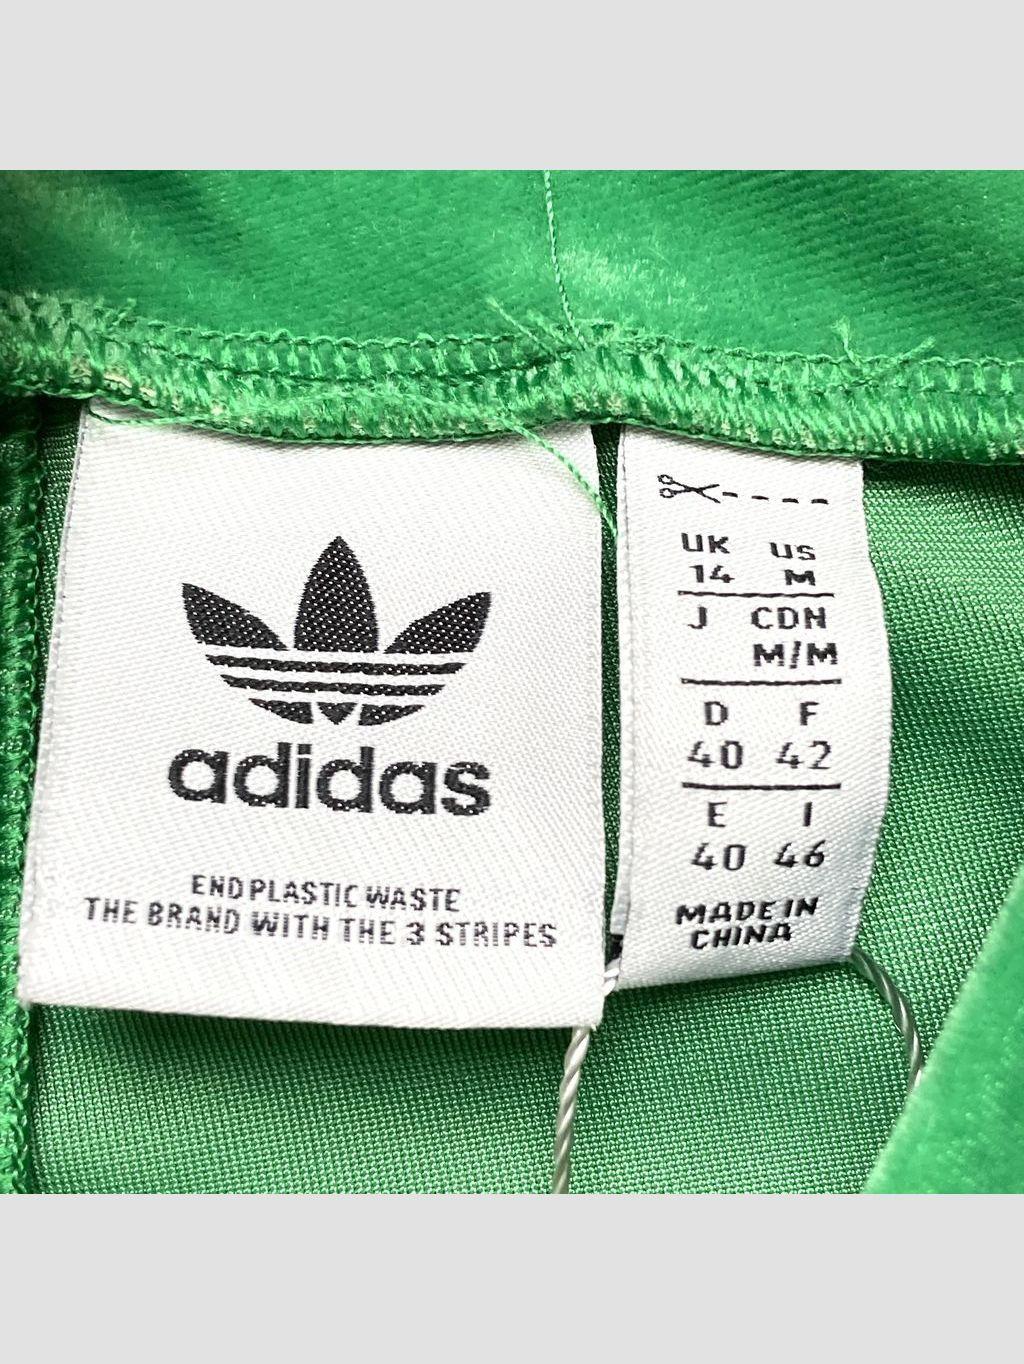 adidas
END PLASTIC WASTE
THE BRAND WITH THE 3 STRIPES
UK US
14 M
J CDN
M/M
D F
40 42
E I
40 46
MADE IN
CHINA